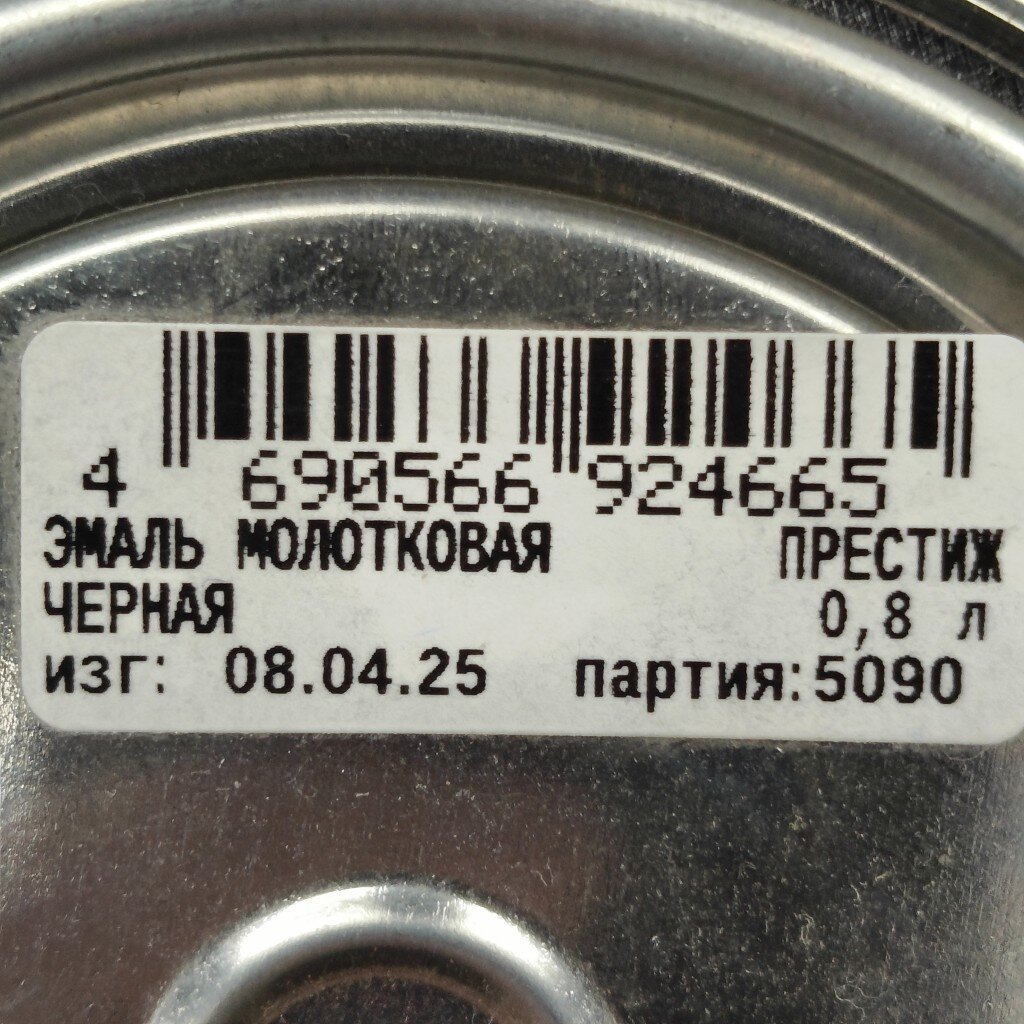 4 690566 924665
ЭМАЛЬ МОЛОТКОВАЯ ПРЕСТИЖ
ЧЕРНАЯ 0,8 л
изг: 08.04.25 партия:5090